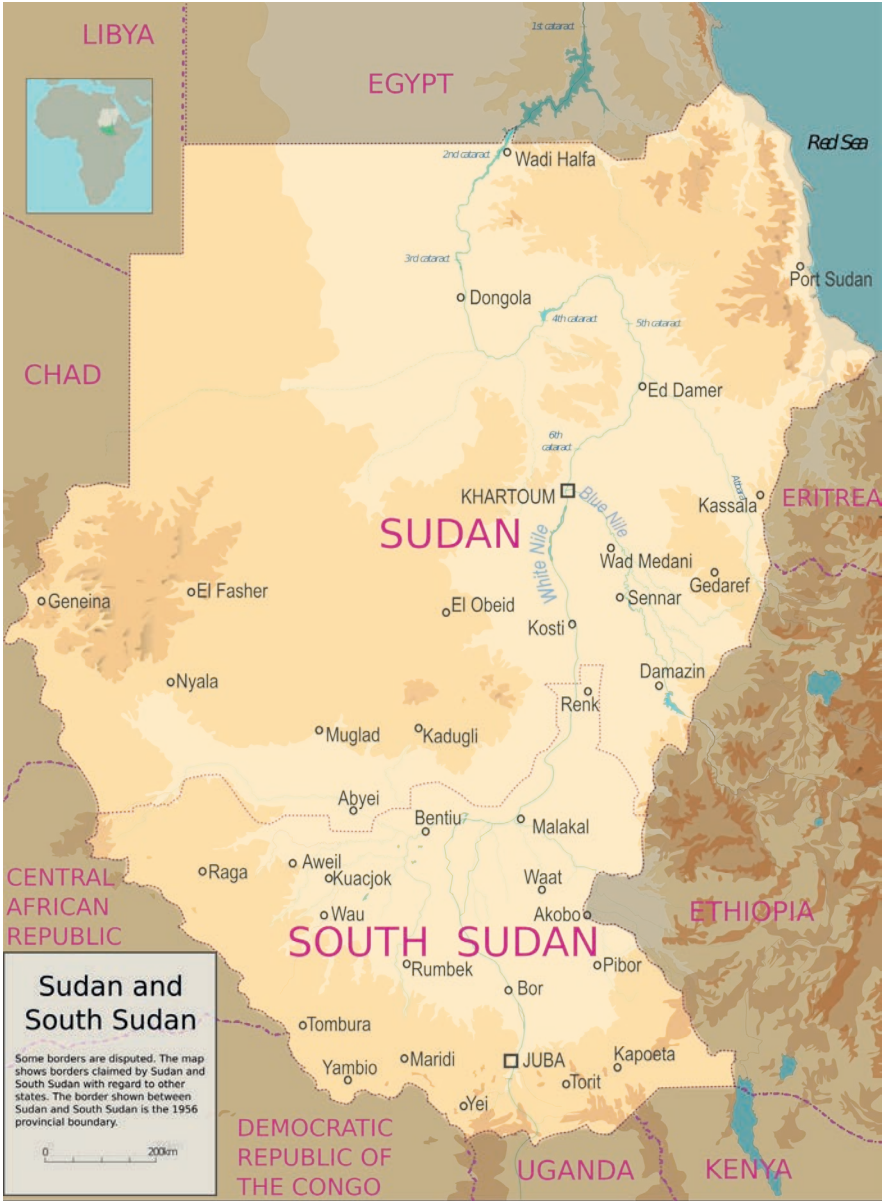 1st cataract
LIBYA
EGYPT
Red Sea
2nd cataract
Wadi Halfa
3rd cataract
Port Sudan
Dongola
4th cataract
5th cataract
CHAD
Ed Damer
6th
cataract
Atbara
KHARTOUM
Blue Nile
Kassala
ERITREA
SUDAN
White Nile
Wad Medani
Gedaref
El Fasher
Geneina
El Obeid
Sennar
Kosti
Nyala
Damazin
Renk
Muglad
Kadugli
Abyei
Bentiu
Malakal
Aweil
Raga
Kuacjok
Waat
CENTRAL
AFRICAN
REPUBLIC
Wau
Akobo
ETHIOPIA
SOUTH SUDAN
Rumbek
Pibor
Bor
Sudan and
South Sudan
Some borders are disputed. The map
shows borders claimed by Sudan and
South Sudan with regard to other
states. The border shown between
Sudan and South Sudan is the 1956
provincial boundary.
0 200km
Tombura
Maridi
JUBA
Kapoeta
Yambio
Torit
Yei
DEMOCRATIC
REPUBLIC OF
THE CONGO
UGANDA
KENYA